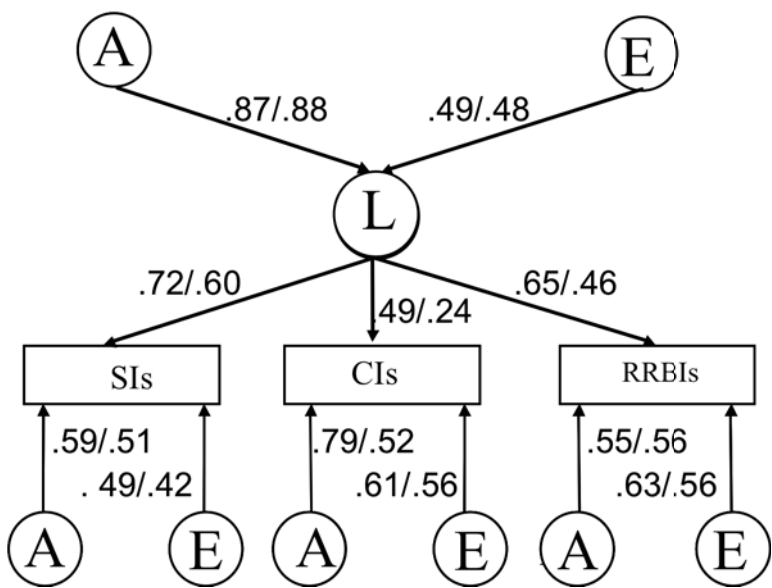 A E
.87/.88 .49/.48
L
.72/.60 .49/.24 .65/.46
SIs CIs RRBIs
.59/.51 .79/.52 .55/.56
. 49/.42 .61/.56 .63/.56
A E A E A E